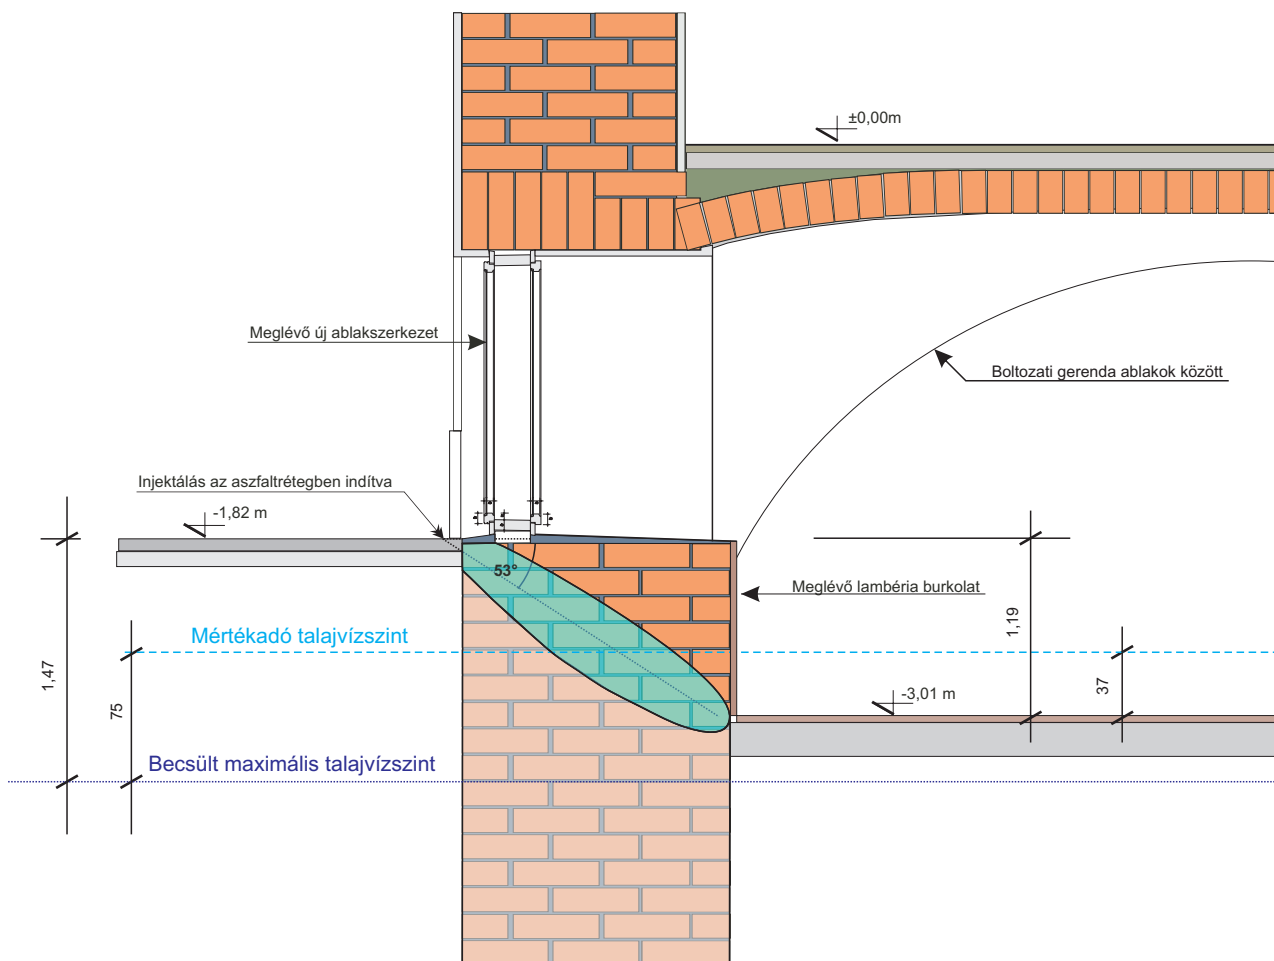 ±0,00m
Meglévő új ablakszerkezet
Boltozati gerenda ablakok között
Injektálás az aszfaltrétegben indítva
-1,82 m
53°
Meglévő lambéria burkolat
1,19
Mértékadó talajvízszint
1,47
75
37
-3,01 m
Becsült maximális talajvízszint